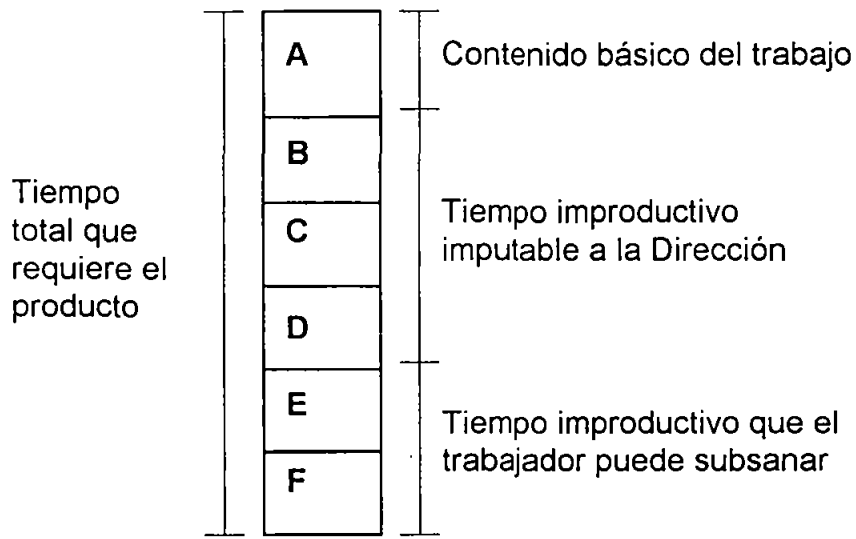 Tiempo
total que
requiere el
producto
A
B
C
D
E
F
Contenido básico del trabajo
Tiempo improductivo
imputable a la Dirección
Tiempo improductivo que el
trabajador puede subsanar